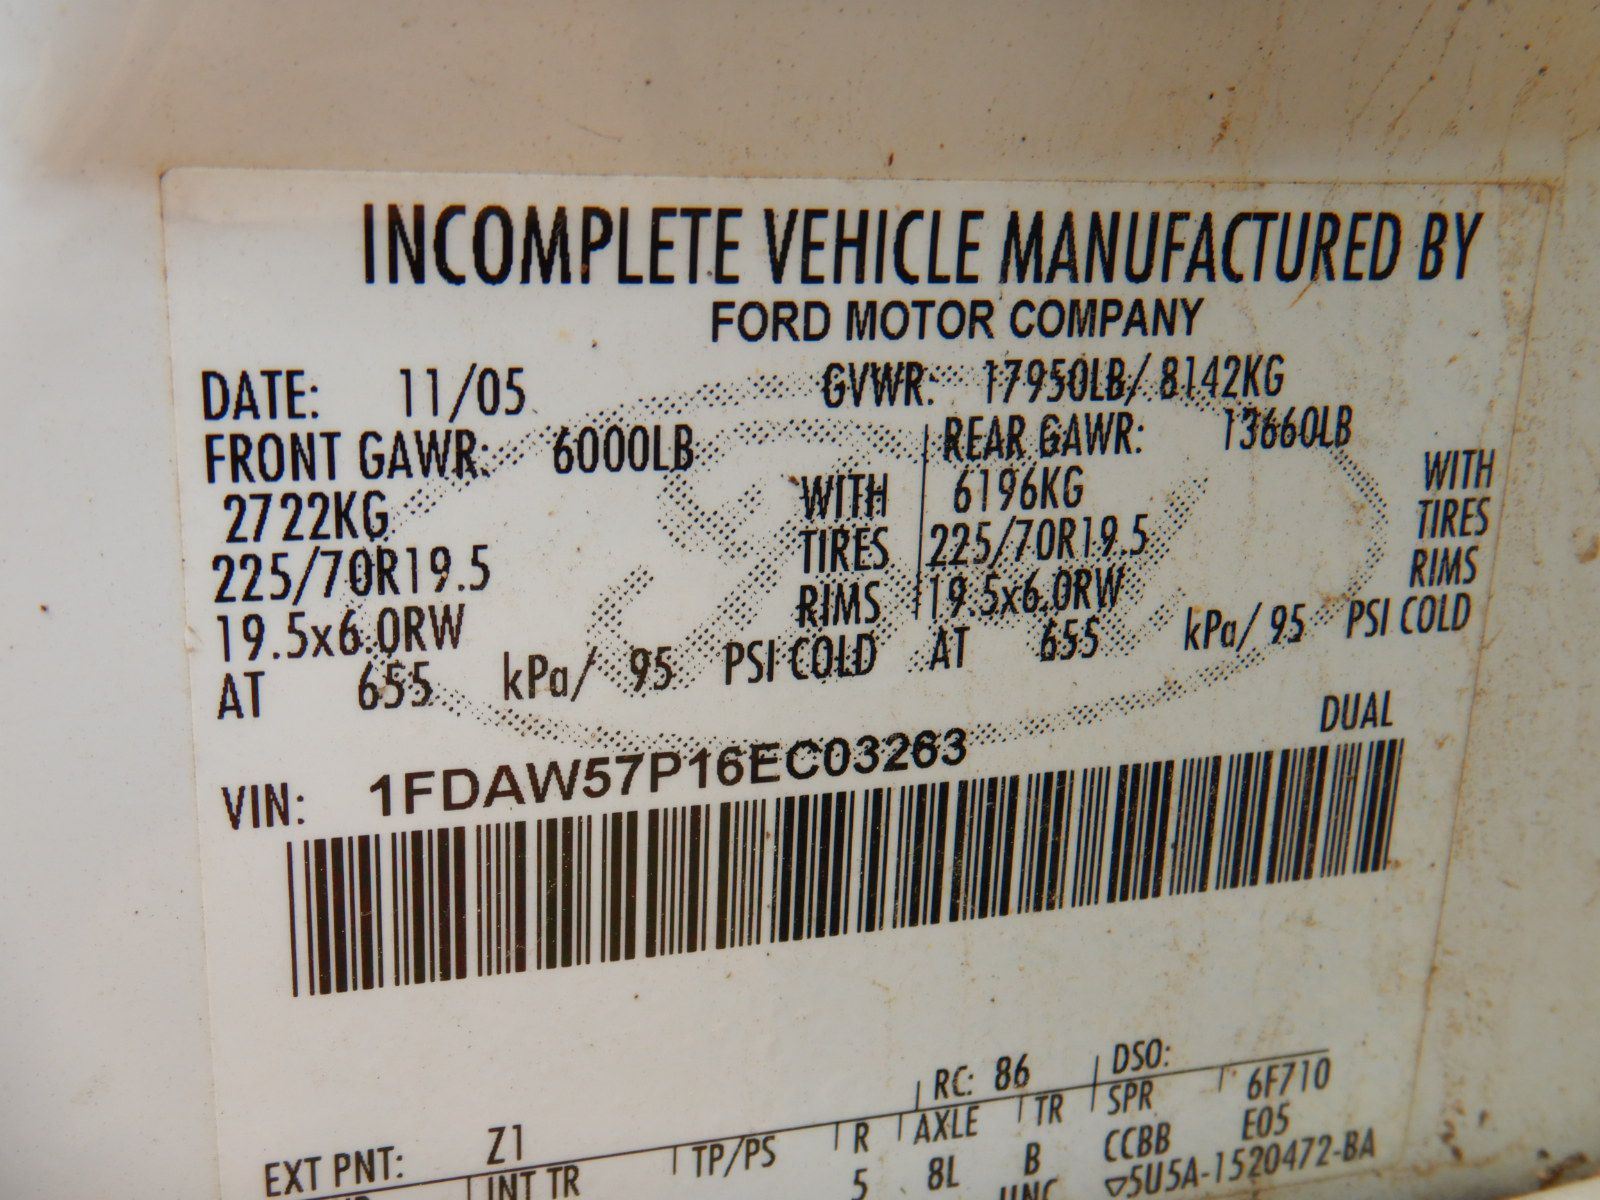 INCOMPLETE VEHICLE MANUFACTURED BY
FORD MOTOR COMPANY
DATE: 11/05 GVWR: 17950LB/ 8142KG
FRONT GAWR: 6000LB REAR GAWR: 13660LB
2722KG WITH 6196KG WITH
225/70R19.5 TIRES 225/70R19.5 TIRES
19.5x6.0RW RIMS 19.5x6.0RW RIMS
AT 655 kPa/ 95 PSI COLD AT 655 kPa/ 95 PSI COLD
DUAL
VIN: 1FDAW57P16EC03263
RC: 86 DSO:
EXT PNT: Z1 6F710
INT TR TP/PS R AXLE TR SPR E05
5 8L B CCBB
5U5A-1520472-BA